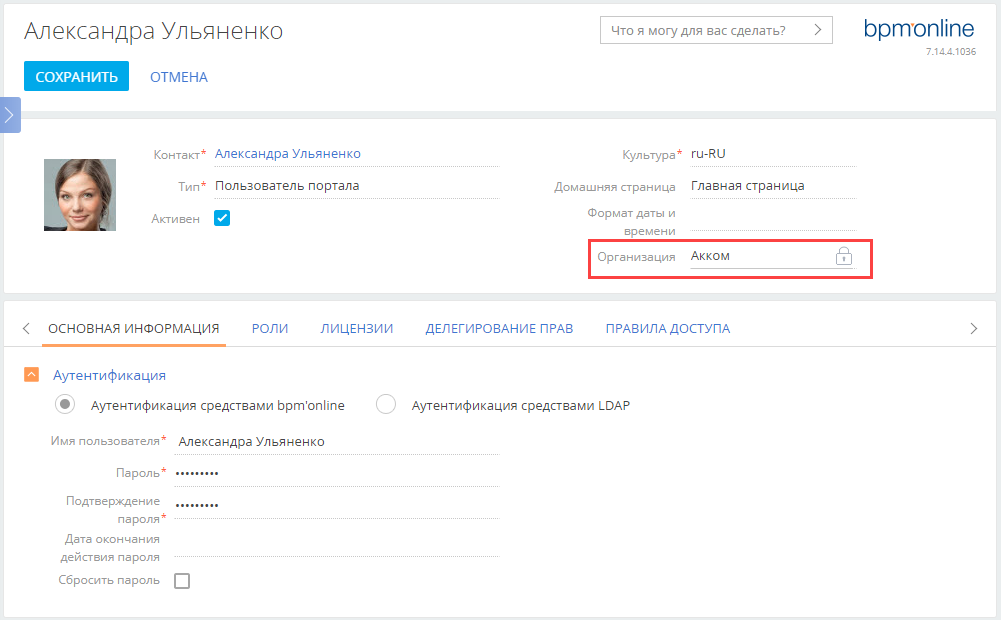 Александра Ульяненко
Что я могу для вас сделать?
bpm'online
7.14.4.1036
СОХРАНИТЬ ОТМЕНА
Контакт* Александра Ульяненко
Тип* Пользователь портала
Активен
Культура* ru-RU
Домашняя страница Главная страница
Формат даты и
времени
Организация Акком
ОСНОВНАЯ ИНФОРМАЦИЯ РОЛИ ЛИЦЕНЗИИ ДЕЛЕГИРОВАНИЕ ПРАВ ПРАВИЛА ДОСТУПА
Аутентификация
Аутентификация средствами bpm'online Аутентификация средствами LDAP
Имя пользователя* Александра Ульяненко
Пароль* •••••••••
Подтверждение
пароля* •••••••••
Дата окончания
действия пароля
Сбросить пароль